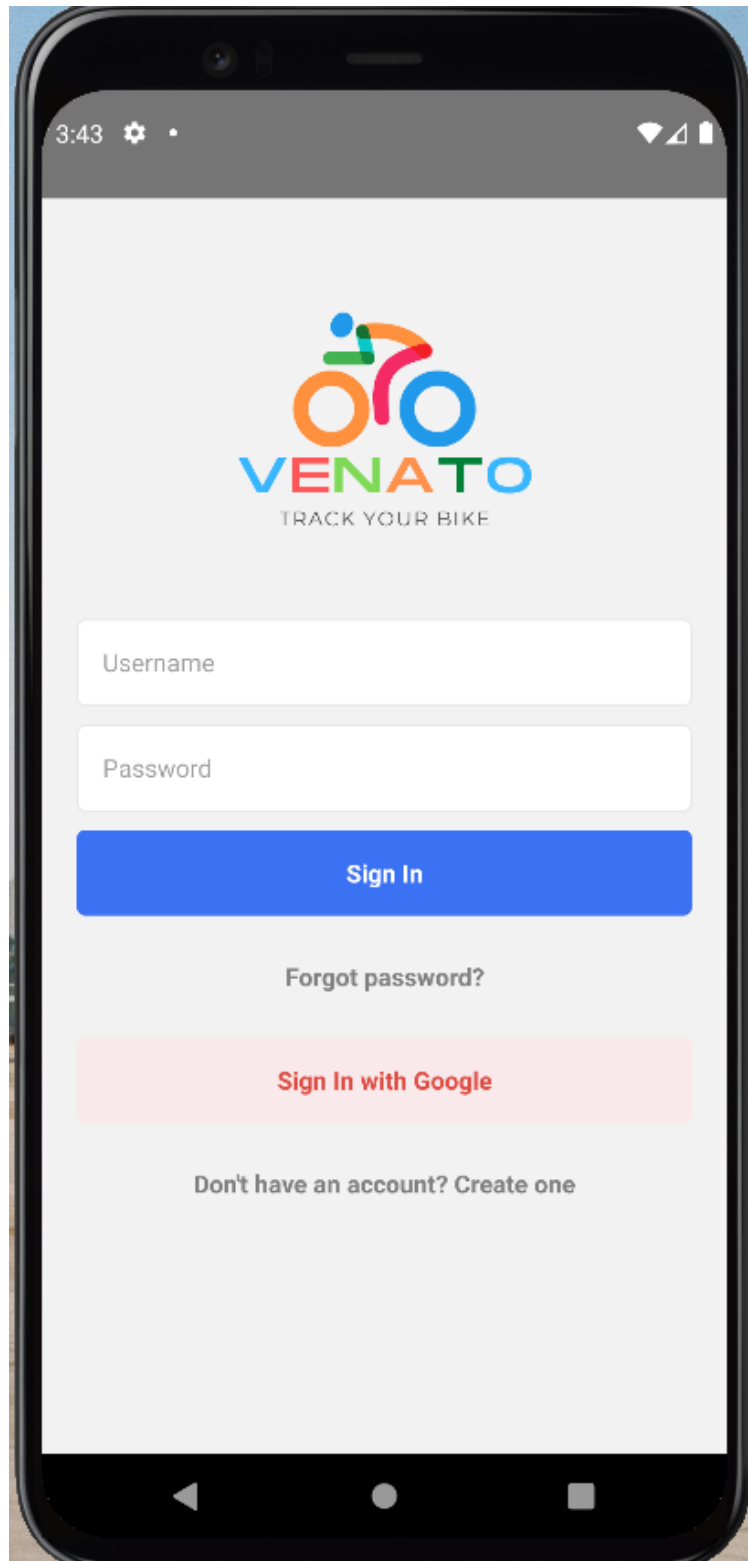 3:43
VENATO
TRACK YOUR BIKE
Username
Password
Sign In
Forgot password?
Sign In with Google
Don't have an account? Create one